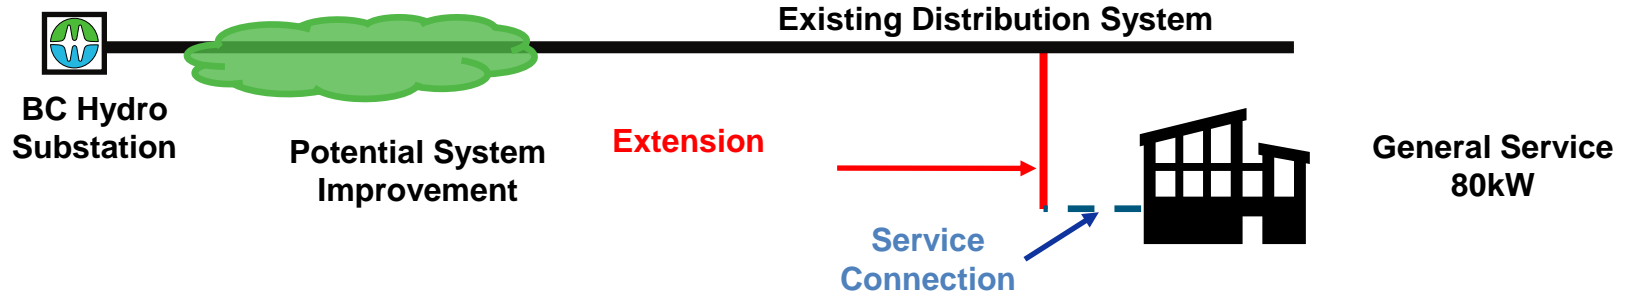 Existing Distribution System
BC Hydro
Substation
Potential System
Improvement
Extension
Service
Connection
General Service
80kW